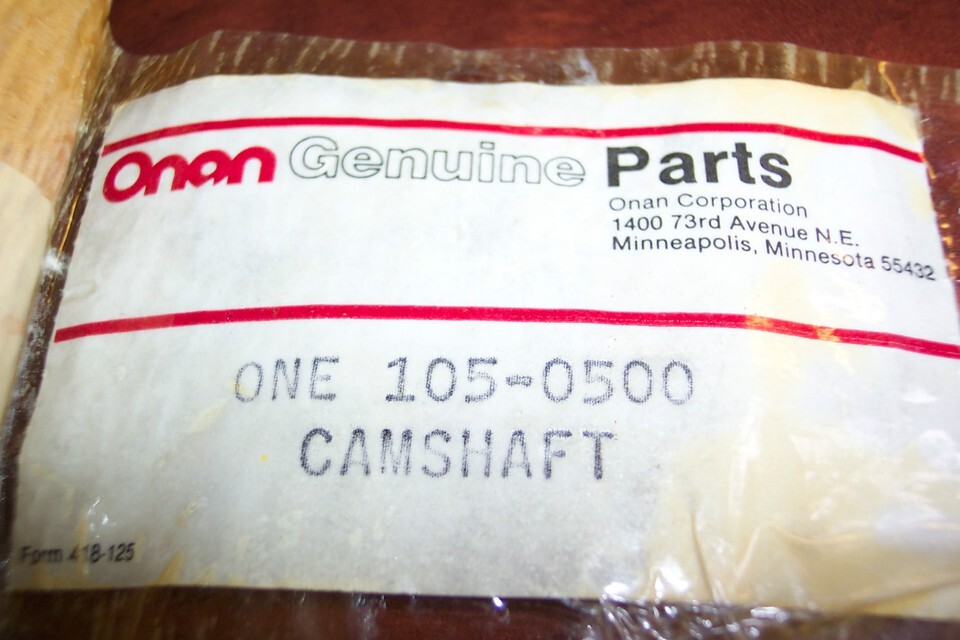 Onan Genuine Parts
Onan Corporation
1400 73rd Avenue N.E.
Minneapolis, Minnesota 55432
ONE 105-0500
CAMSHAFT
Form 418-125